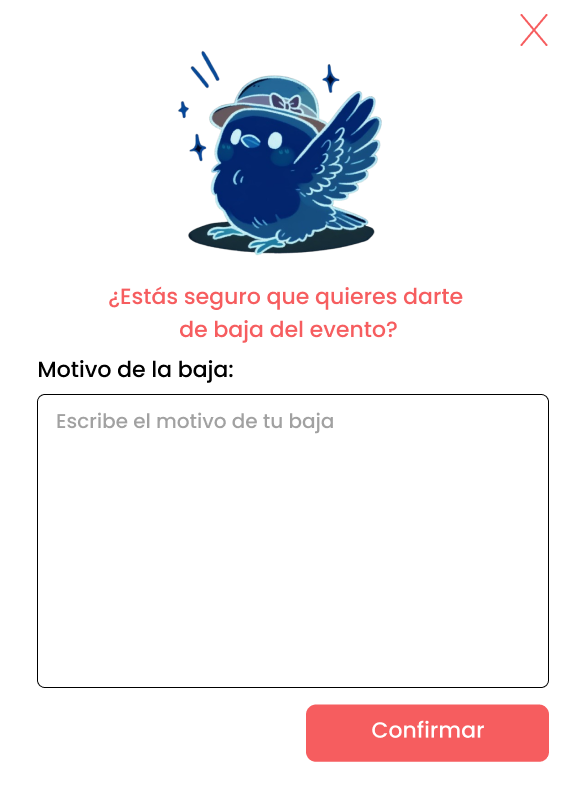 ¿Estás seguro que quieres darte
de baja del evento?
Motivo de la baja:
Escribe el motivo de tu baja
Confirmar